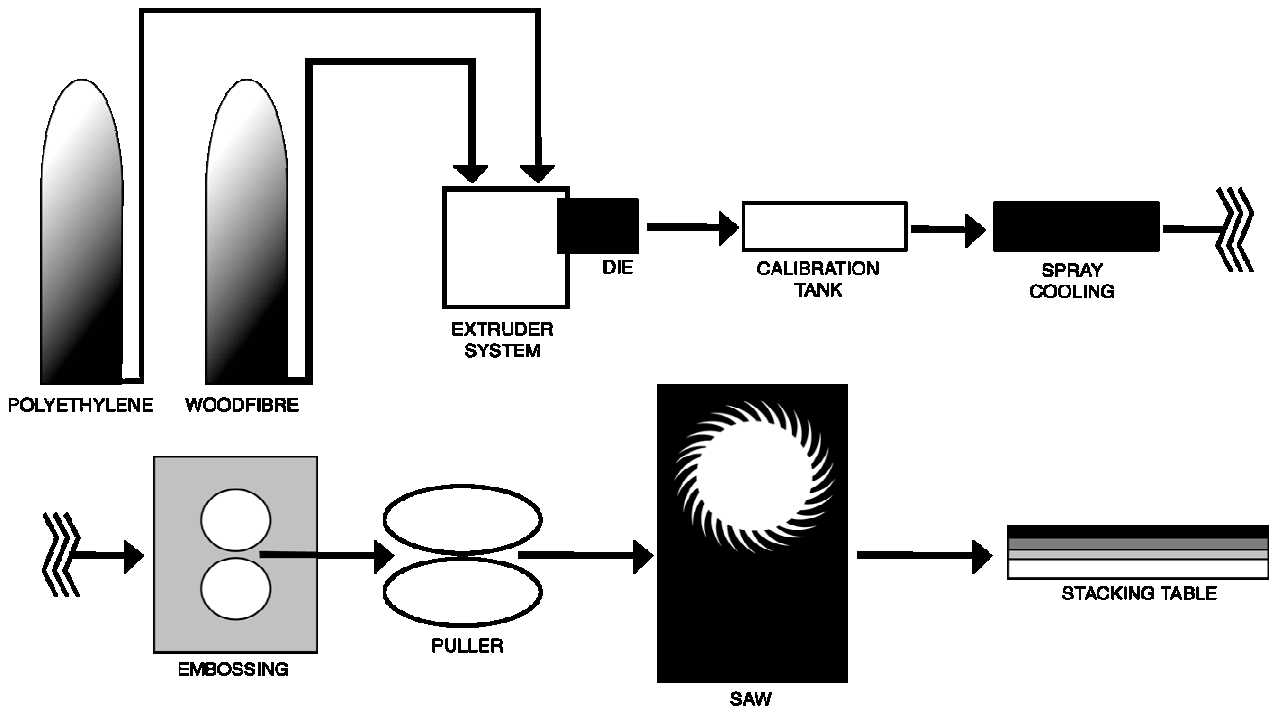 DIE
CALIBRATION
TANK
SPRAY
COOLING
EXTRUDER
SYSTEM
POLYETHYLENE
WOODFIBRE
EMBOSSING
PULLER
SAW
STACKING TABLE